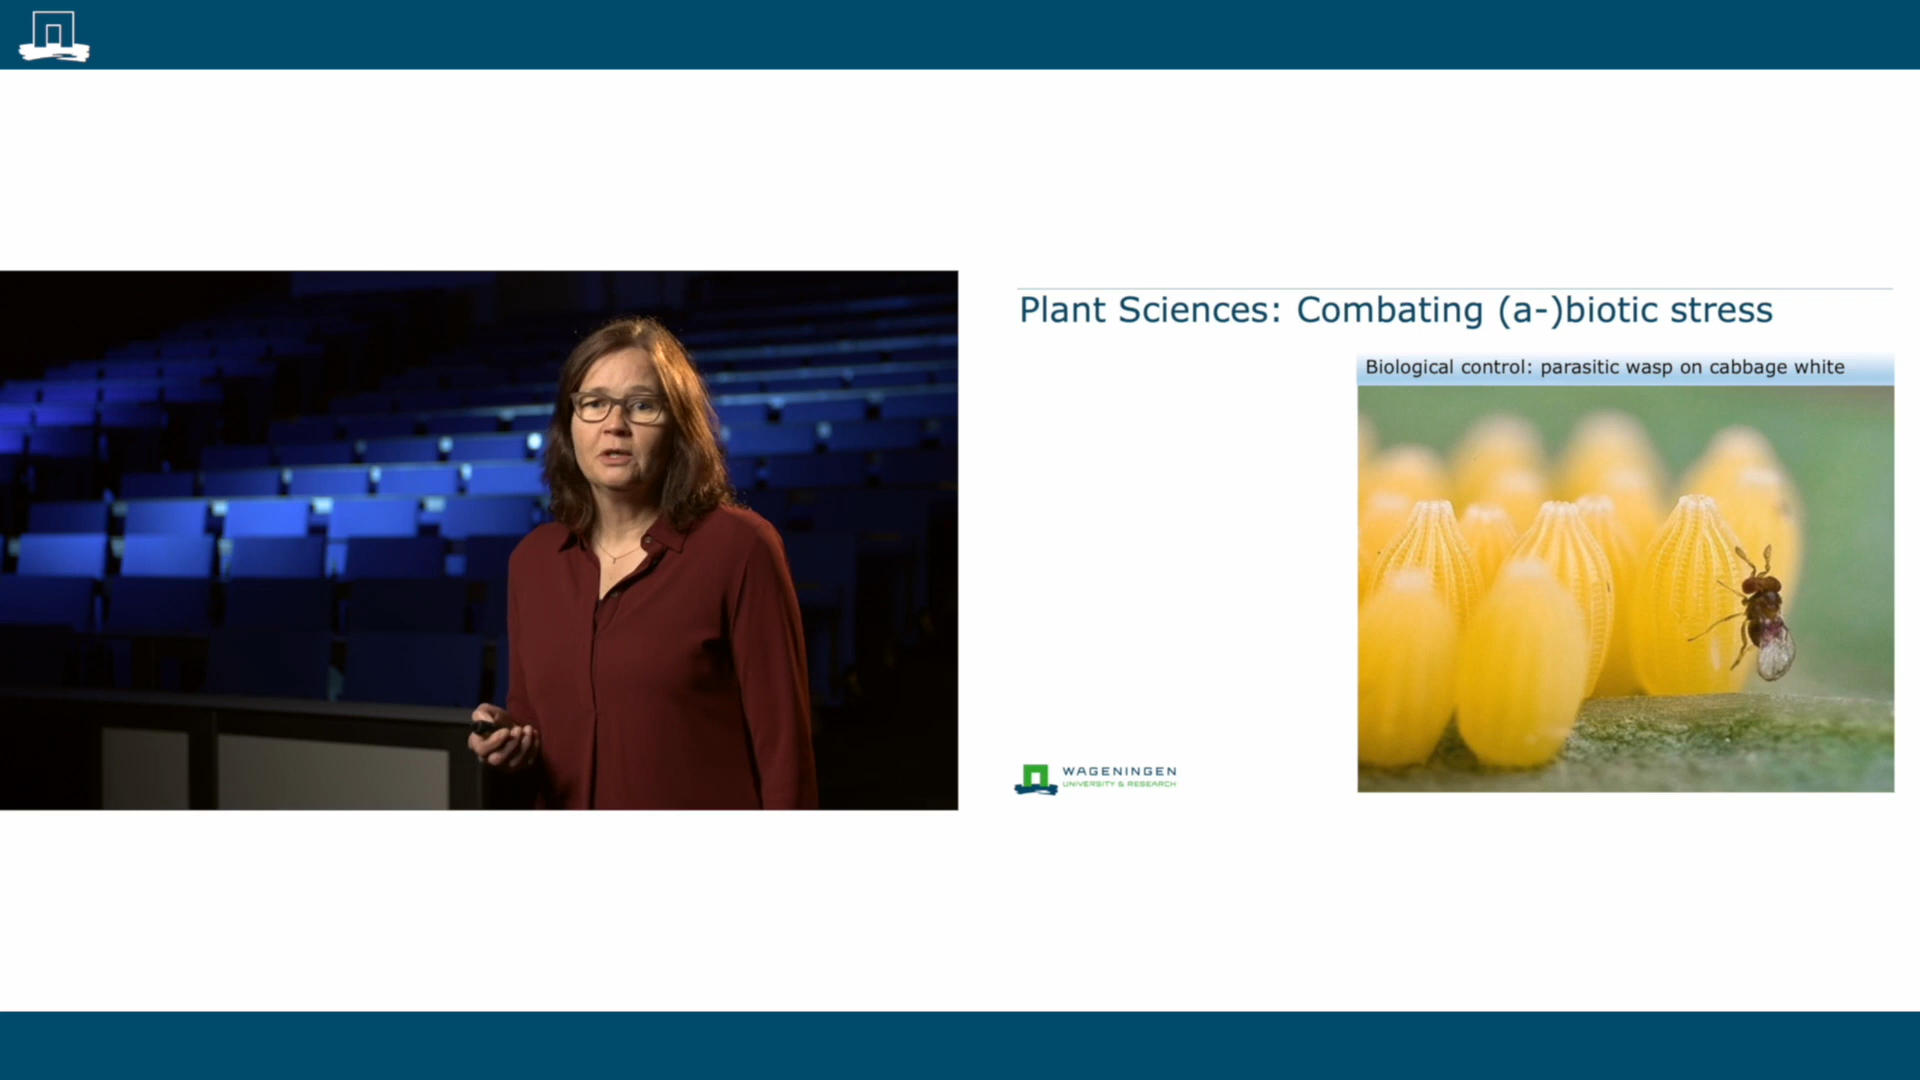 Plant Sciences: Combating (a-)biotic stress
Biological control: parasitic wasp on cabbage white
WAGENINGEN
UNIVERSITY & RESEARCH